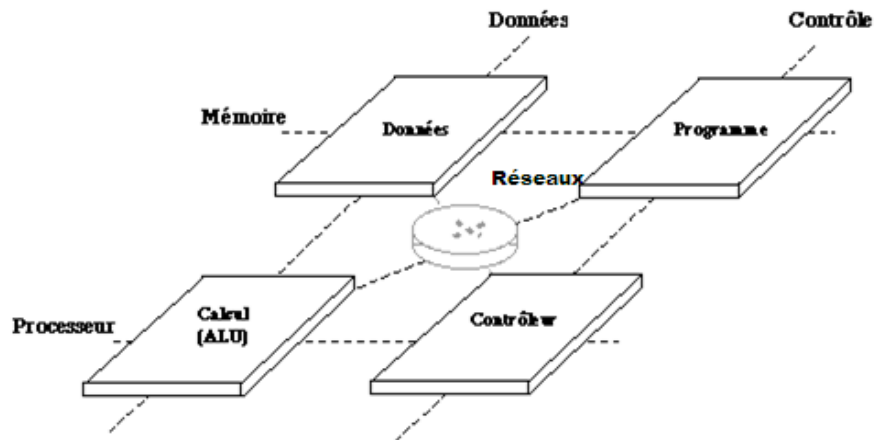 Données
Contrôle
Mémoire
Données
Programme
Réseaux
Calcul
(ALU)
Contrôleur
Processeur